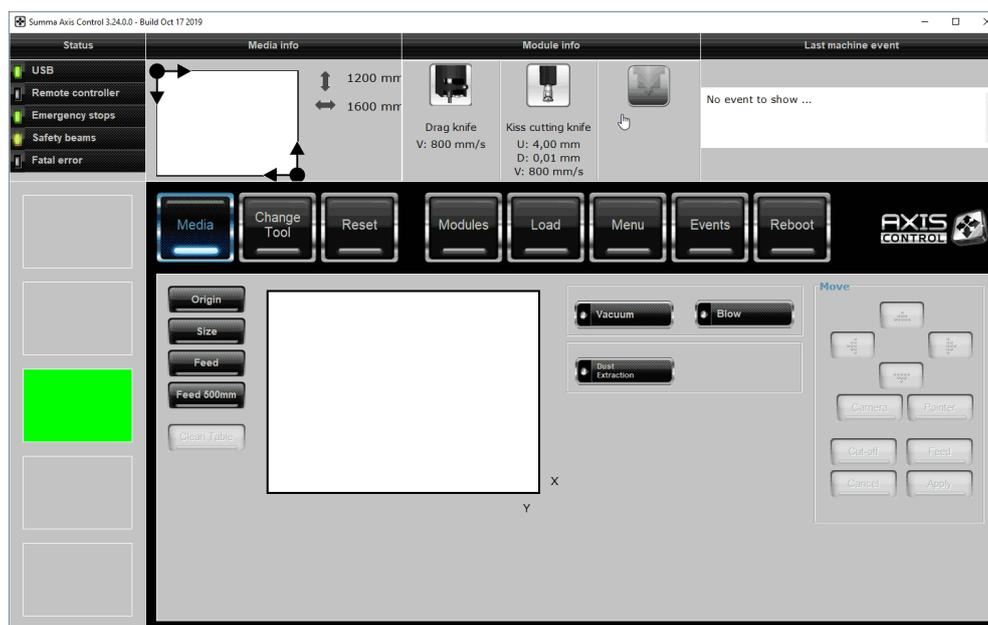 Summa Axis Control 3.24.0.0 - Build Oct 17 2019
Status
Media info
Module info
Last machine event
USB
Remote controller
Emergency stops
Safety beams
Fatal error
1200 mm
1600 mm
Drag knife
V: 800 mm/s
Kiss cutting knife
U: 4,00 mm
D: 0,01 mm
V: 800 mm/s
No event to show ...
Media
Change
Tool
Reset
Modules
Load
Menu
Events
Reboot
AXIS
CONTROL
Origin
Size
Feed
Feed 500mm
Clean Table
X
Y
Vacuum
Blow
Dust
Extraction
Move
Camera
Pointer
Cut-off
Feed
Cancel
Apply